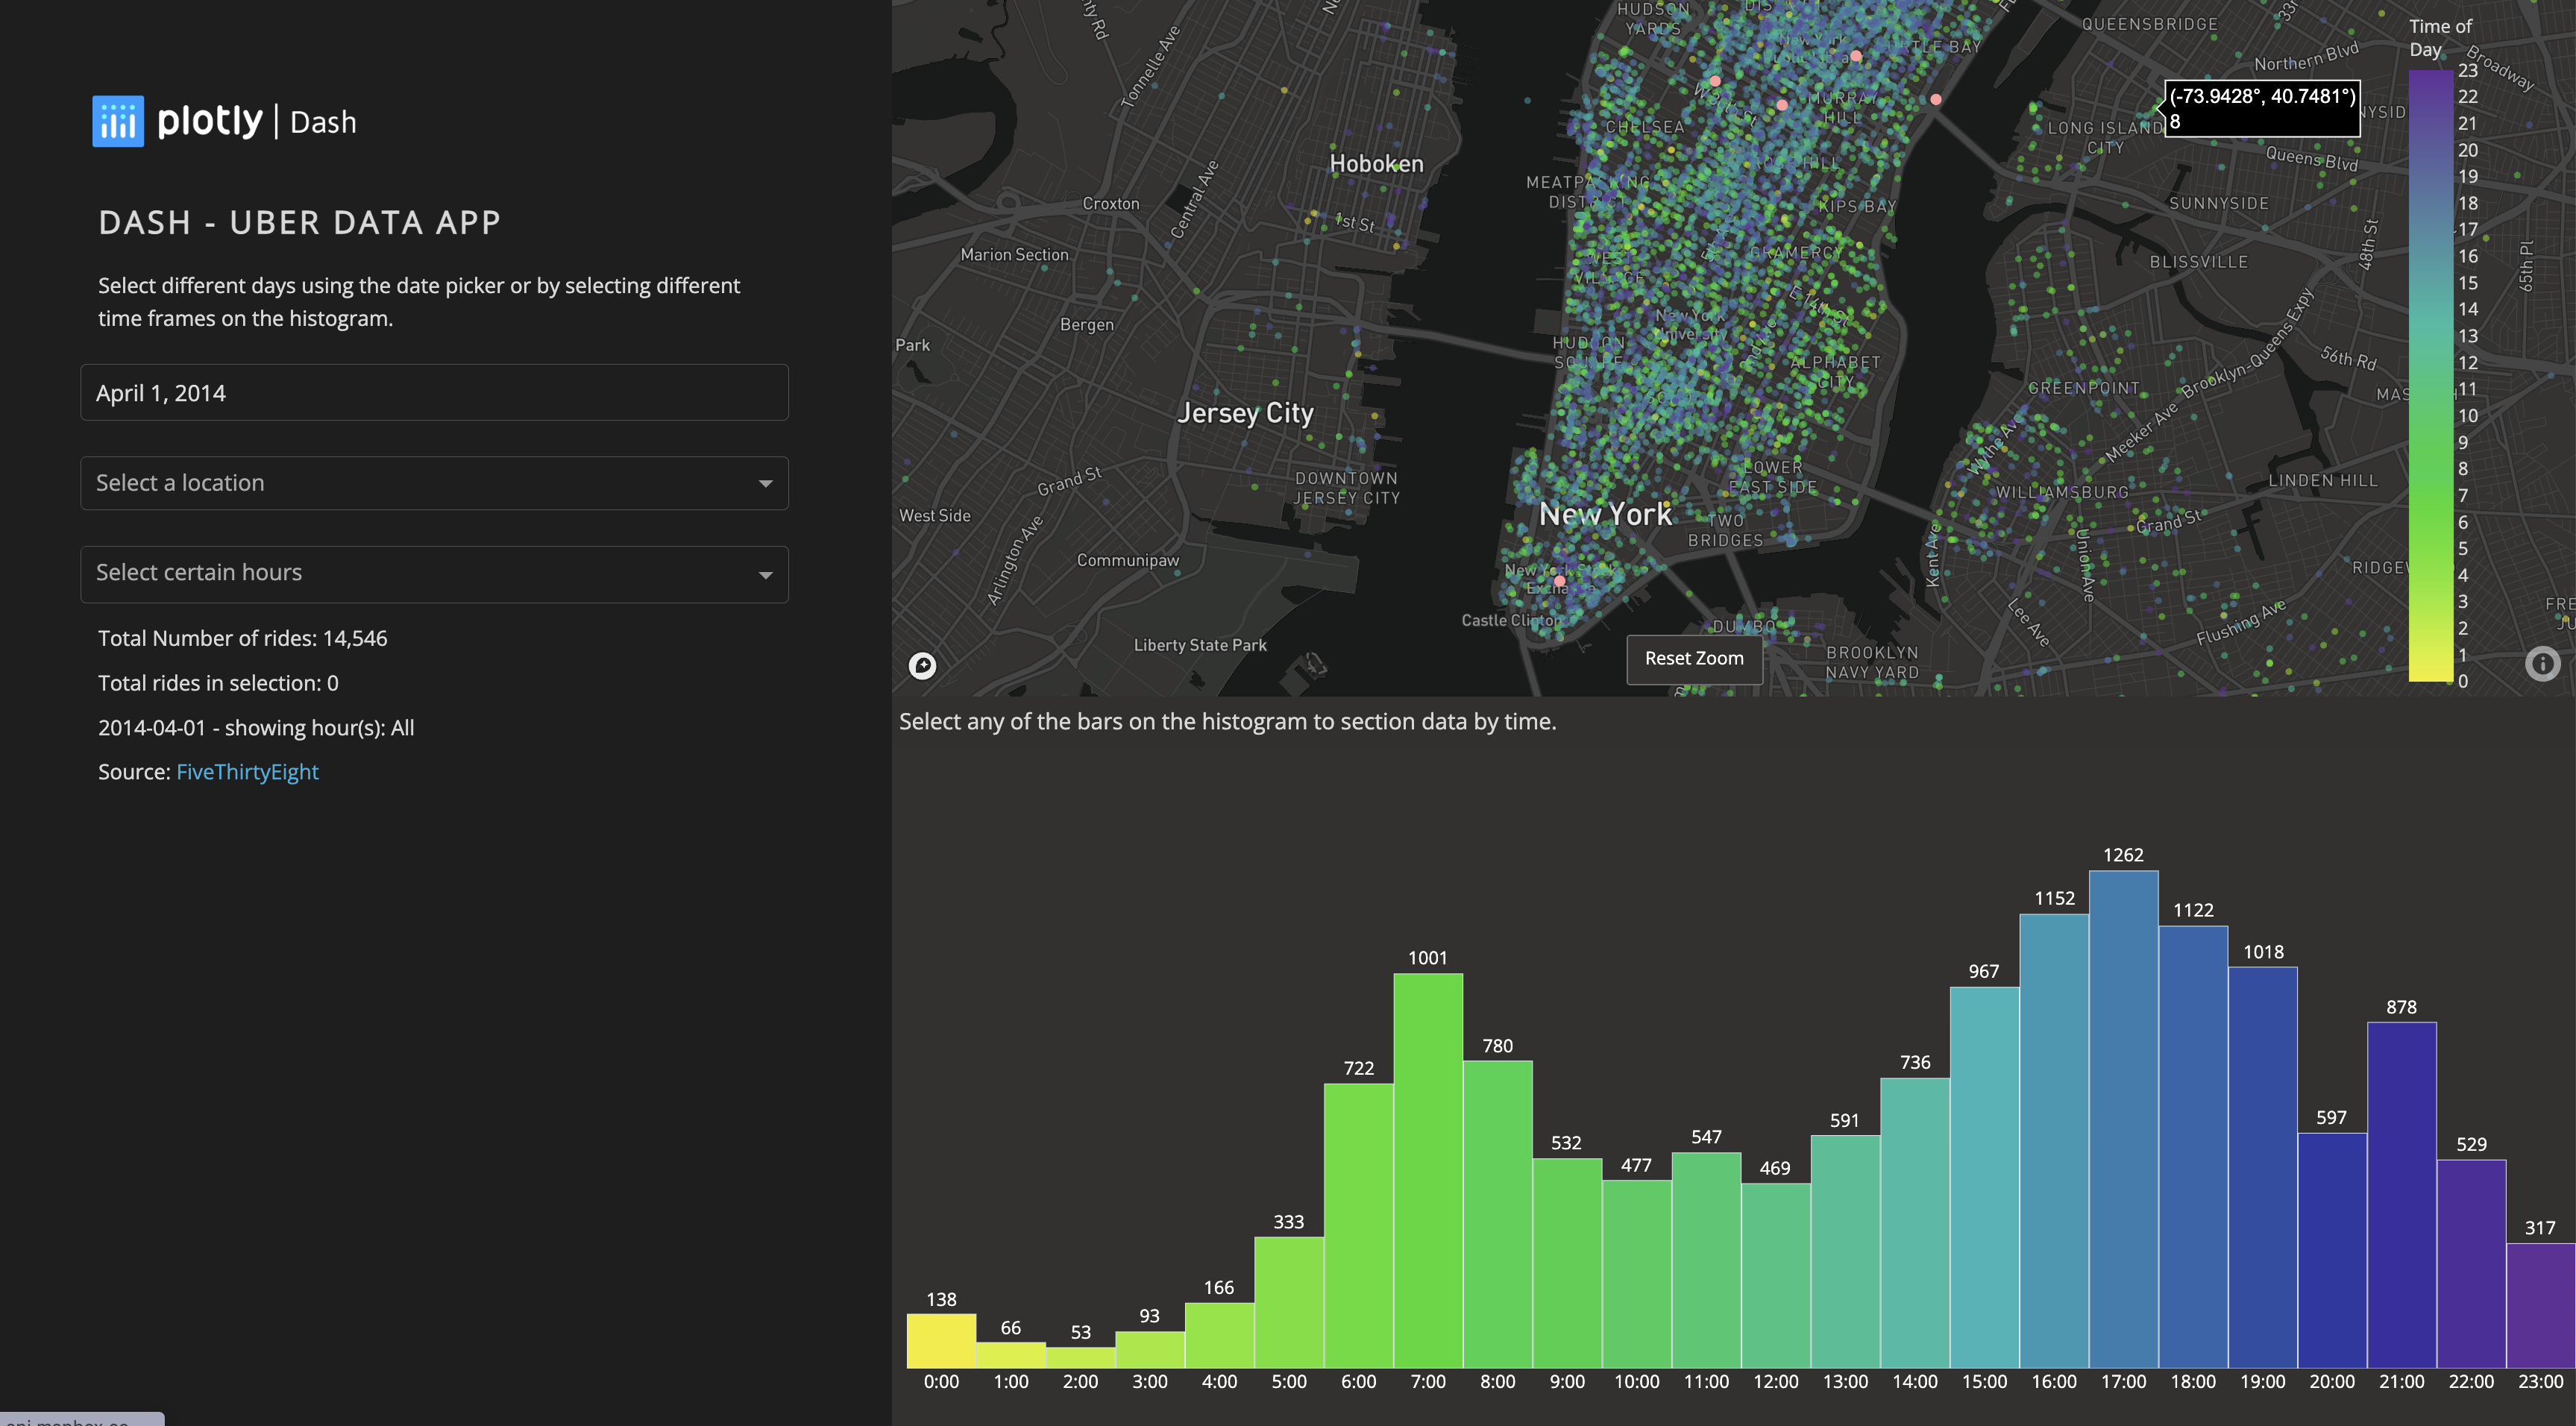 plotly | Dash
DASH - UBER DATA APP
Select different days using the date picker or by selecting different
time frames on the histogram.
April 1, 2014
Select a location
Select certain hours
Total Number of rides: 14,546
Total rides in selection: 0
2014-04-01 - showing hour(s): All
Source: FiveThirtyEight
HUDSON
YARDS
QUEENSBRIDGE
Tonnelle Ave
Northern Blvd
Broadway
CHELSEA
MURRAY
HILL
LONG ISLAND
CITY
Hoboken
Queens Blvd
Central Ave
Croxton
1st St
KIPS BAY
SUNNYSIDE
48th St
65th Pl
Marion Section
GRAMERCY
BLISSVILLE
Bergen
E 14th St
New York
University
Park
ALPHABET
CITY
56th Rd
GREENPOINT
Brooklyn-Queens Expy
Jersey City
Meeker Ave
Wythe Ave
DOWNTOWN
JERSEY CITY
LOWER
EAST SIDE
Grand St
WILLIAMSBURG
LINDEN HILL
West Side
New York
TWO
BRIDGES
Grand St
Arlington Ave
Communipaw
Kent Ave
Union Ave
Castle Clinton
Liberty State Park
DUMBO
Lee Ave
Flushing Ave
BROOKLYN
NAVY YARD
(-73.9428°, 40.7481°)
8
Time of
Day
23
22
21
20
19
18
17
16
15
14
13
12
11
10
9
8
7
6
5
4
3
2
1
0
Reset Zoom
Select any of the bars on the histogram to section data by time.
138
66
53
93
166
333
722
1001
780
532
477
547
469
591
736
967
1152
1262
1122
1018
597
878
529
317
0:00 1:00 2:00 3:00 4:00 5:00 6:00 7:00 8:00 9:00 10:00 11:00 12:00 13:00 14:00 15:00 16:00 17:00 18:00 19:00 20:00 21:00 22:00 23:00